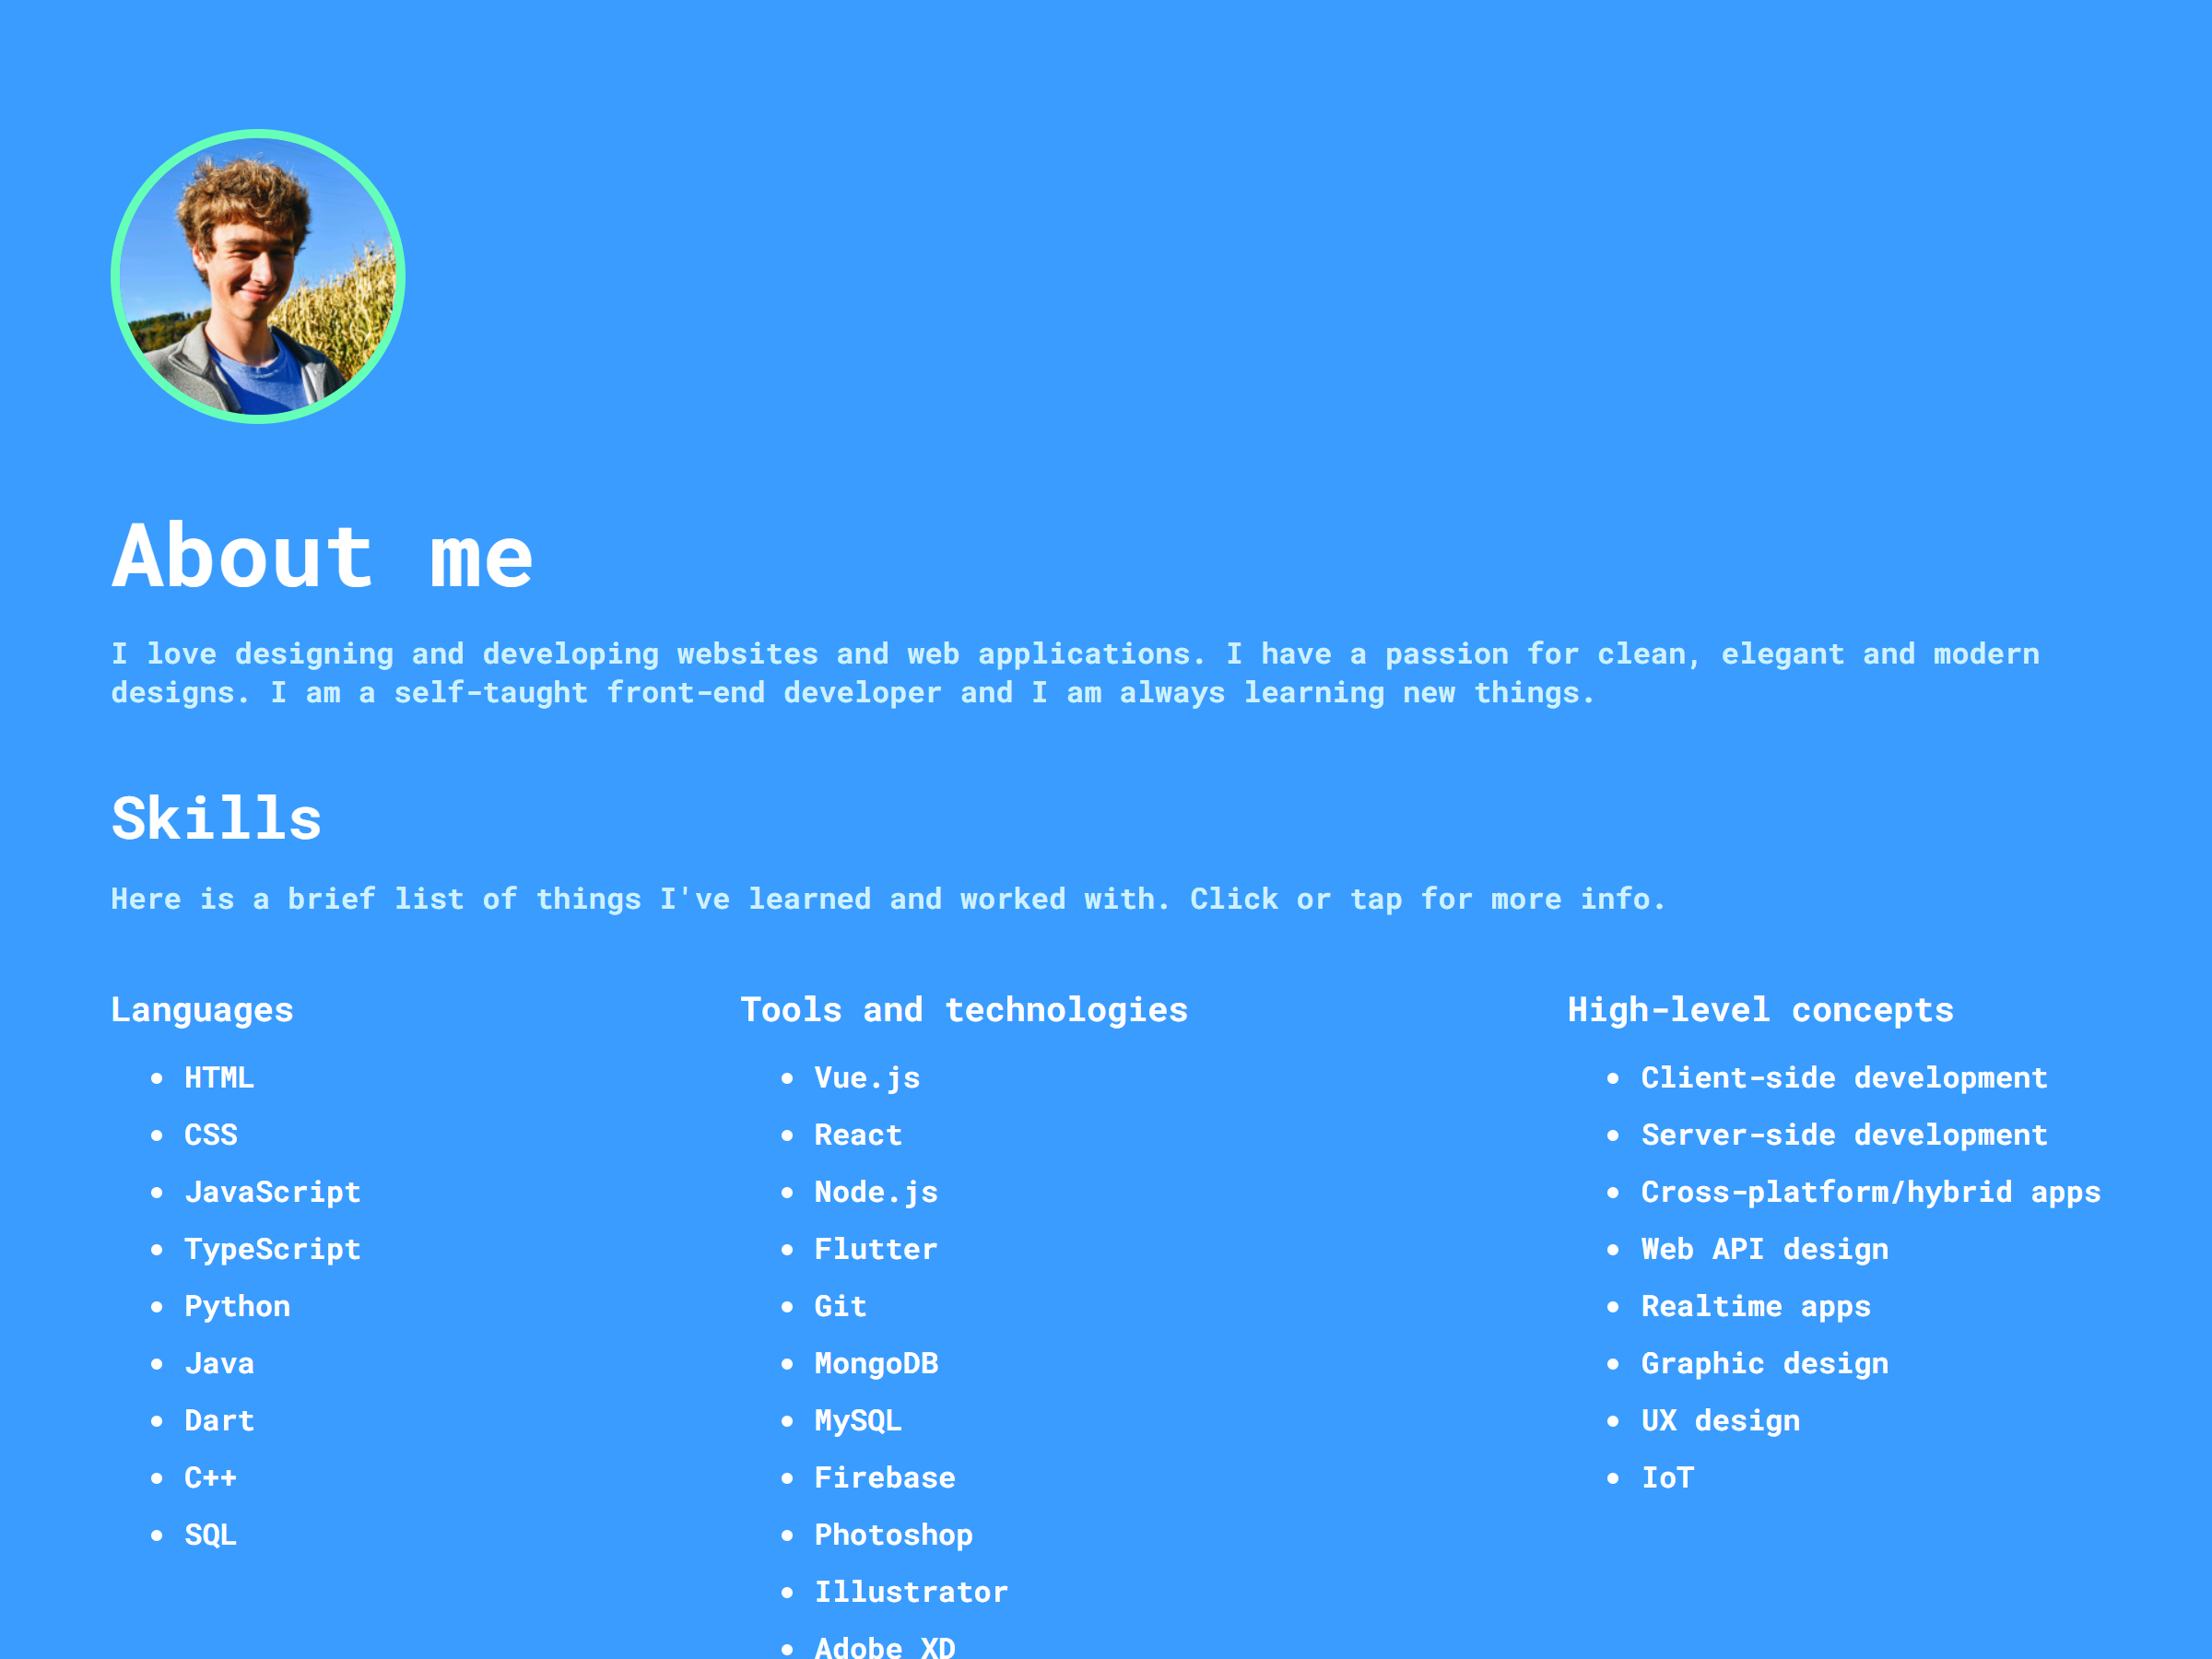 About me
I love designing and developing websites and web applications. I have a passion for clean, elegant and modern
designs. I am a self-taught front-end developer and I am always learning new things.
Skills
Here is a brief list of things I've learned and worked with. Click or tap for more info.
Languages
HTML
CSS
JavaScript
TypeScript
Python
Java
Dart
C++
SQL
Tools and technologies
Vue.js
React
Node.js
Flutter
Git
MongoDB
MySQL
Firebase
Photoshop
Illustrator
Adobe XD
High-level concepts
Client-side development
Server-side development
Cross-platform/hybrid apps
Web API design
Realtime apps
Graphic design
UX design
IoT